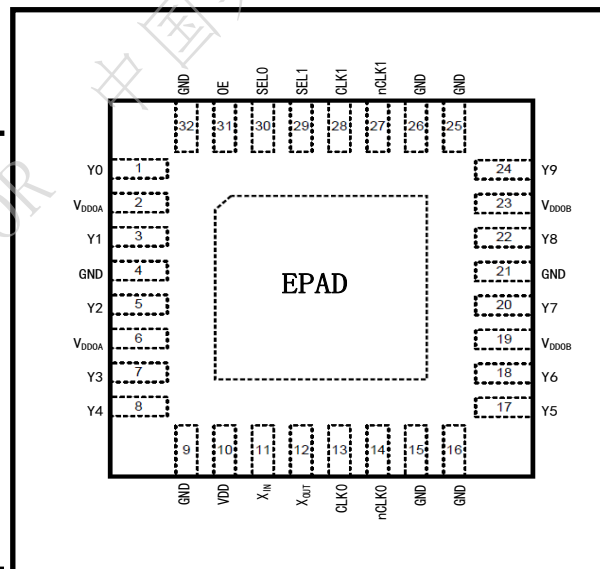 中国
OR
GND OE SEL0 SEL1 CLK1 nCLK1 GND GND
32 31 30 29 28 27 26 25
Y0 1 24 Y9
VDDOA 2 23 VDDOB
Y1 3 22 Y8
GND 4 21 GND
EPAD
Y2 5 20 Y7
VDDOA 6 19 VDDOB
Y3 7 18 Y6
Y4 8 17 Y5
9 10 11 12 13 14 15 16
GND VDD XIN XOUT CLK0 nCLK0 GND GND